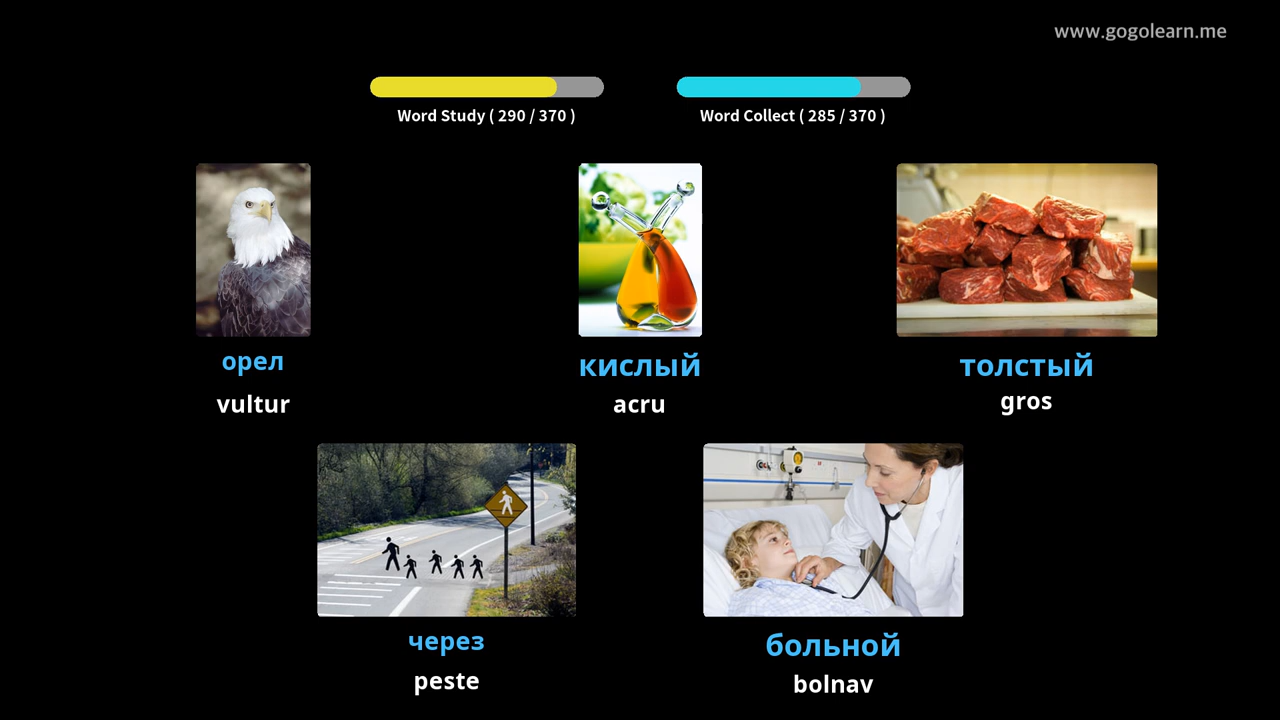 www.gogolearn.me
Word Study ( 290 / 370 )
Word Collect ( 285 / 370 )
орел
vultur
кислый
acru
толстый
gros
через
peste
больной
bolnav